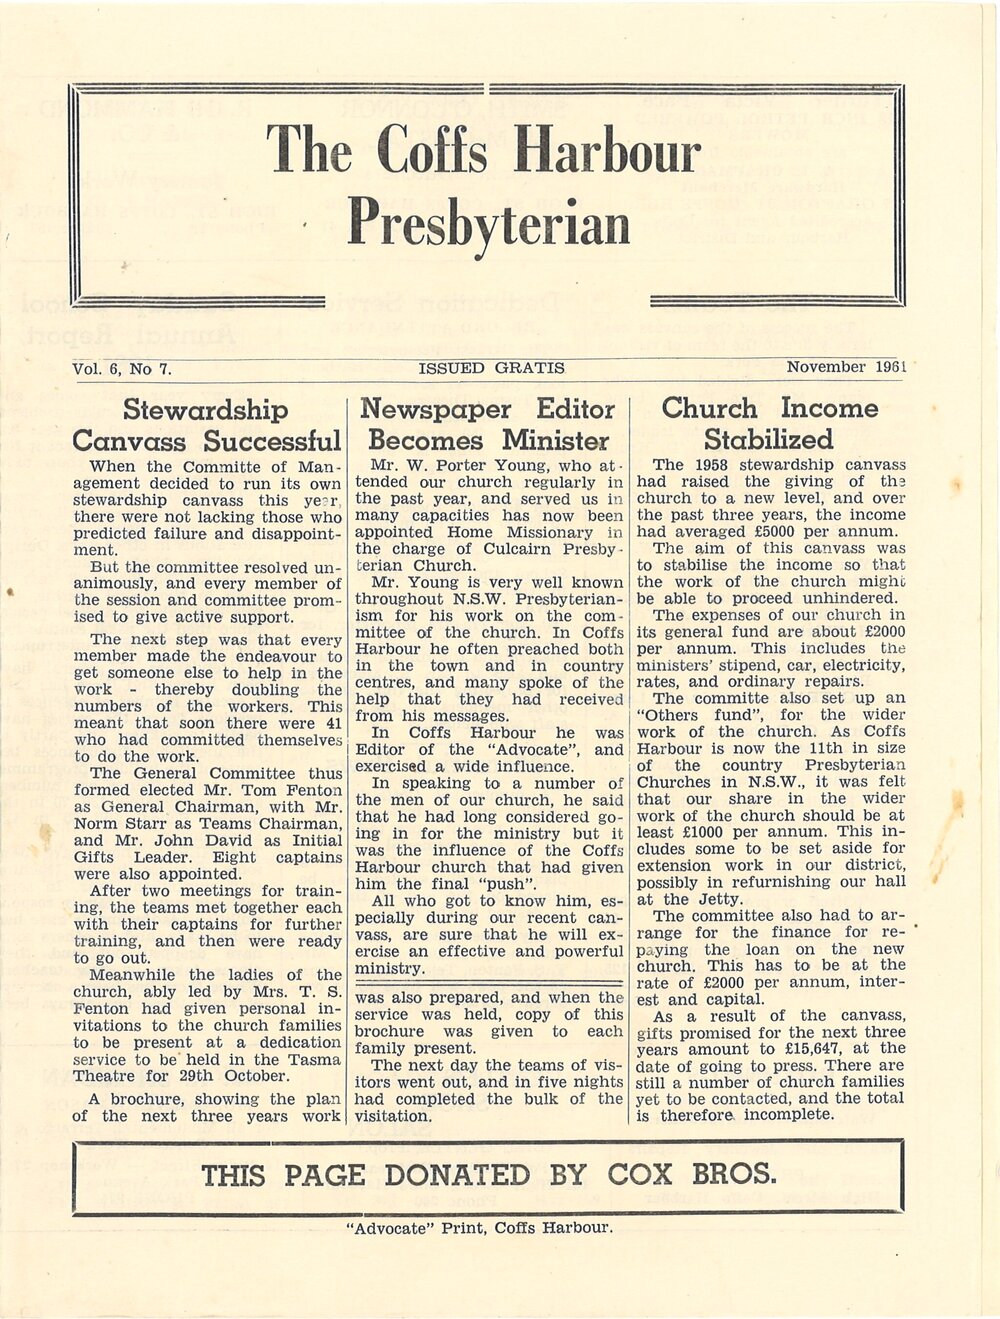 The Coffs Harbour
Presbyterian
Vol. 6, No 7.
ISSUED GRATIS
November 1961
Stewardship
Canvass Successful
When the Committe of Man-
agement decided to run its own
stewardship canvass this year,
there were not lacking those who
predicted failure and disappoint-
ment.
But the committee resolved un-
animously, and every member of
the session and committee prom-
ised to give active support.
The next step was that every
member made the endeavour to
get someone else to help in the
work - thereby doubling the
numbers of the workers. This
meant that soon there were 41
who had committed themselves
to do the work.
The General Committee thus
formed elected Mr. Tom Fenton
as General Chairman, with Mr.
Norm Starr as Teams Chairman,
and Mr. John David as Initial
Gifts Leader. Eight captains
were also appointed.
After two meetings for train-
ing, the teams met together each
with their captains for further
training, and then were ready
to go out.
Meanwhile the ladies of the
church, ably led by Mrs. T. S.
Fenton had given personal in-
vitations to the church families
to be present at a dedication
service to be held in the Tasma
Theatre for 29th October.
A brochure, showing the plan
of the next three years work
Newspaper Editor
Becomes Minister
Mr. W. Porter Young, who at-
tended our church regularly in
the past year, and served us in
many capacities has now been
appointed Home Missionary in
the charge of Culcairn Presby-
terian Church.
Mr. Young is very well known
throughout N.S.W. Presbyterian-
ism for his work on the com-
mittee of the church. In Coffs
Harbour he often preached both
in the town and in country
centres, and many spoke of the
help that they had received
from his messages.
In Coffs Harbour he was
Editor of the "Advocate", and
exercised a wide influence.
In speaking to a number of
the men of our church, he said
that he had long considered go-
ing in for the ministry but it
was the influence of the Coffs
Harbour church that had given
him the final "push".
All who got to know him, es-
pecially during our recent can-
vass, are sure that he will ex-
ercise an effective and powerful
ministry.
was also prepared, and when the
service was held, copy of this
brochure was given to each
family present.
The next day the teams of vis-
itors went out, and in five nights
had completed the bulk of the
visitation.
Church Income
Stabilized
The 1958 stewardship canvass
had raised the giving of the
church to a new level, and over
the past three years, the income
had averaged £5000 per annum.
The aim of this canvass was
to stabilise the income so that
the work of the church might
be able to proceed unhindered.
The expenses of our church in
its general fund are about £2000
per annum. This includes the
ministers' stipend, car, electricity,
rates, and ordinary repairs.
The committe also set up an
"Others fund", for the wider
work of the church. As Coffs
Harbour is now the 11th in size
of the country Presbyterian
Churches in N.S.W., it was felt
that our share in the wider
work of the church should be at
least £1000 per annum. This in-
cludes some to be set aside for
extension work in our district,
possibly in refurnishing our hall
at the Jetty.
The committee also had to ar-
range for the finance for re-
paying the loan on the new
church. This has to be at the
rate of £2000 per annum, inter-
est and capital.
As a result of the canvass,
gifts promised for the next three
years amount to £15,647, at the
date of going to press. There are
still a number of church families
yet to be contacted, and the total
is therefore incomplete.
THIS PAGE DONATED BY COX BROS.
"Advocate" Print, Coffs Harbour.